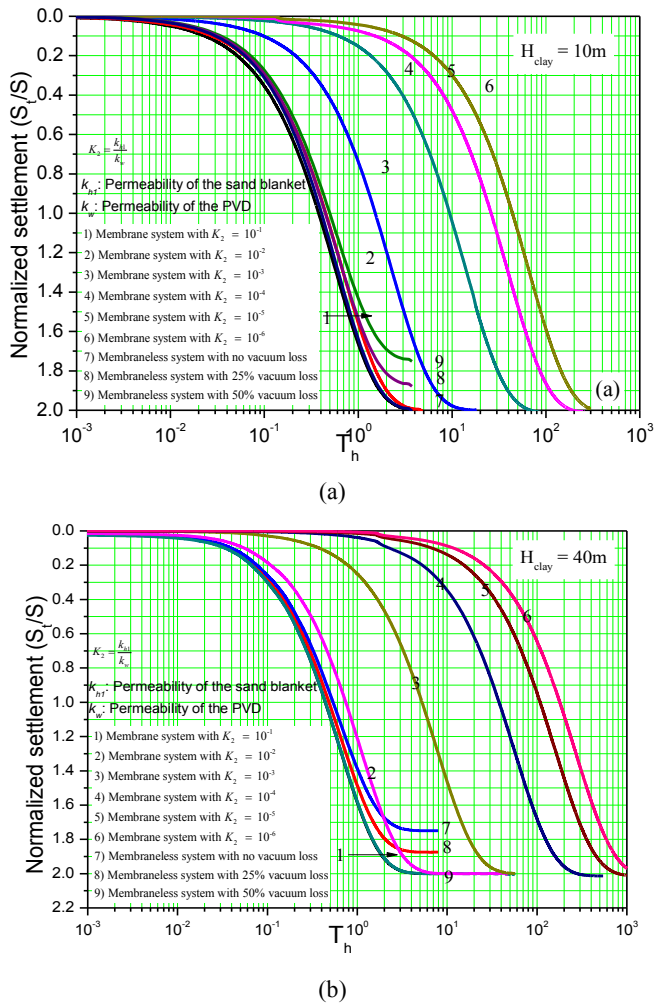 0.0
0.2
0.4
0.6
0.8
1.0
1.2
1.4
1.6
1.8
2.0
Normalized settlement (S_t/S)
H_clay = 10m
K_2 = k_h1/k_w
k_h1: Permeability of the sand blanket
k_w: Permeability of the PVD
1) Membrane system with K_2 = 10^-1
2) Membrane system with K_2 = 10^-2
3) Membrane system with K_2 = 10^-3
4) Membrane system with K_2 = 10^-4
5) Membrane system with K_2 = 10^-5
6) Membrane system with K_2 = 10^-6
7) Membraneless system with no vacuum loss
8) Membraneless system with 25% vacuum loss
9) Membraneless system with 50% vacuum loss
1
2
3
4
5
6
9
8
7
(a)
10^-3 10^-2 10^-1 10^0 10^1 10^2 10^3
T_h
(a)
0.0
0.2
0.4
0.6
0.8
1.0
1.2
1.4
1.6
1.8
2.0
2.2
Normalized settlement (S_t/S)
H_clay = 40m
K_2 = k_h1/k_w
k_h1: Permeability of the sand blanket
k_w: Permeability of the PVD
1) Membrane system with K_2 = 10^-1
2) Membrane system with K_2 = 10^-2
3) Membrane system with K_2 = 10^-3
4) Membrane system with K_2 = 10^-4
5) Membrane system with K_2 = 10^-5
6) Membrane system with K_2 = 10^-6
7) Membraneless system with no vacuum loss
8) Membraneless system with 25% vacuum loss
9) Membraneless system with 50% vacuum loss
1
2
3
4
5
6
7
8
9
10^-3 10^-2 10^-1 10^0 10^1 10^2 10^3
T_h
(b)